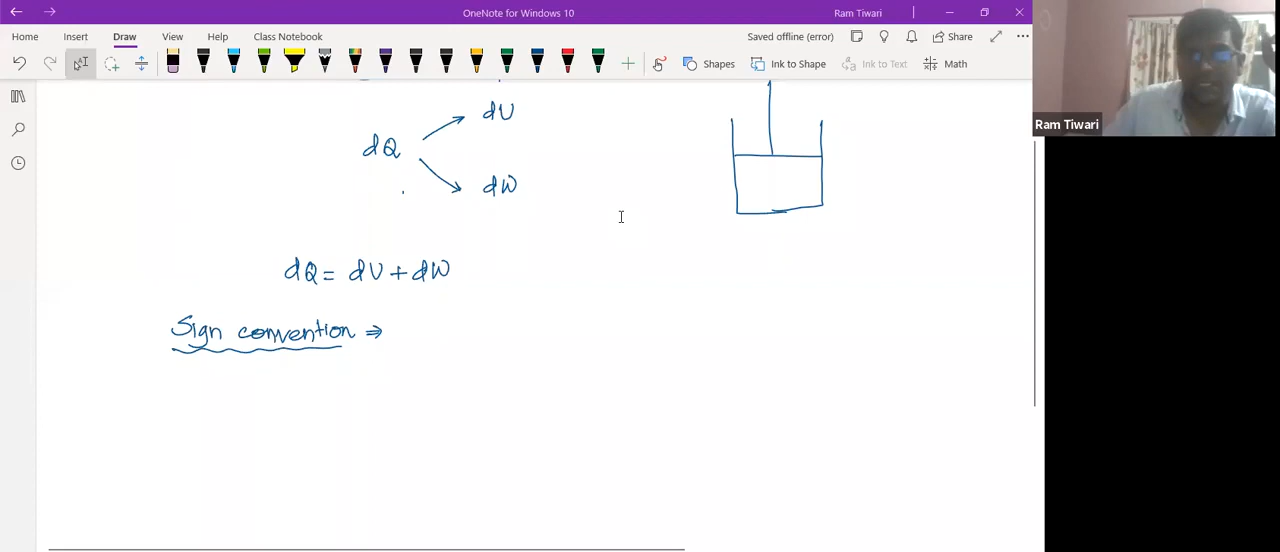 OneNote for Windows 10
Ram Tiwari
Home Insert Draw View Help Class Notebook
Saved offline (error) Share
Shapes Ink to Shape Ink to Text Math
Ram Tiwari
dU
dQ
dW
dQ = dU + dW
Sign convention ⇒